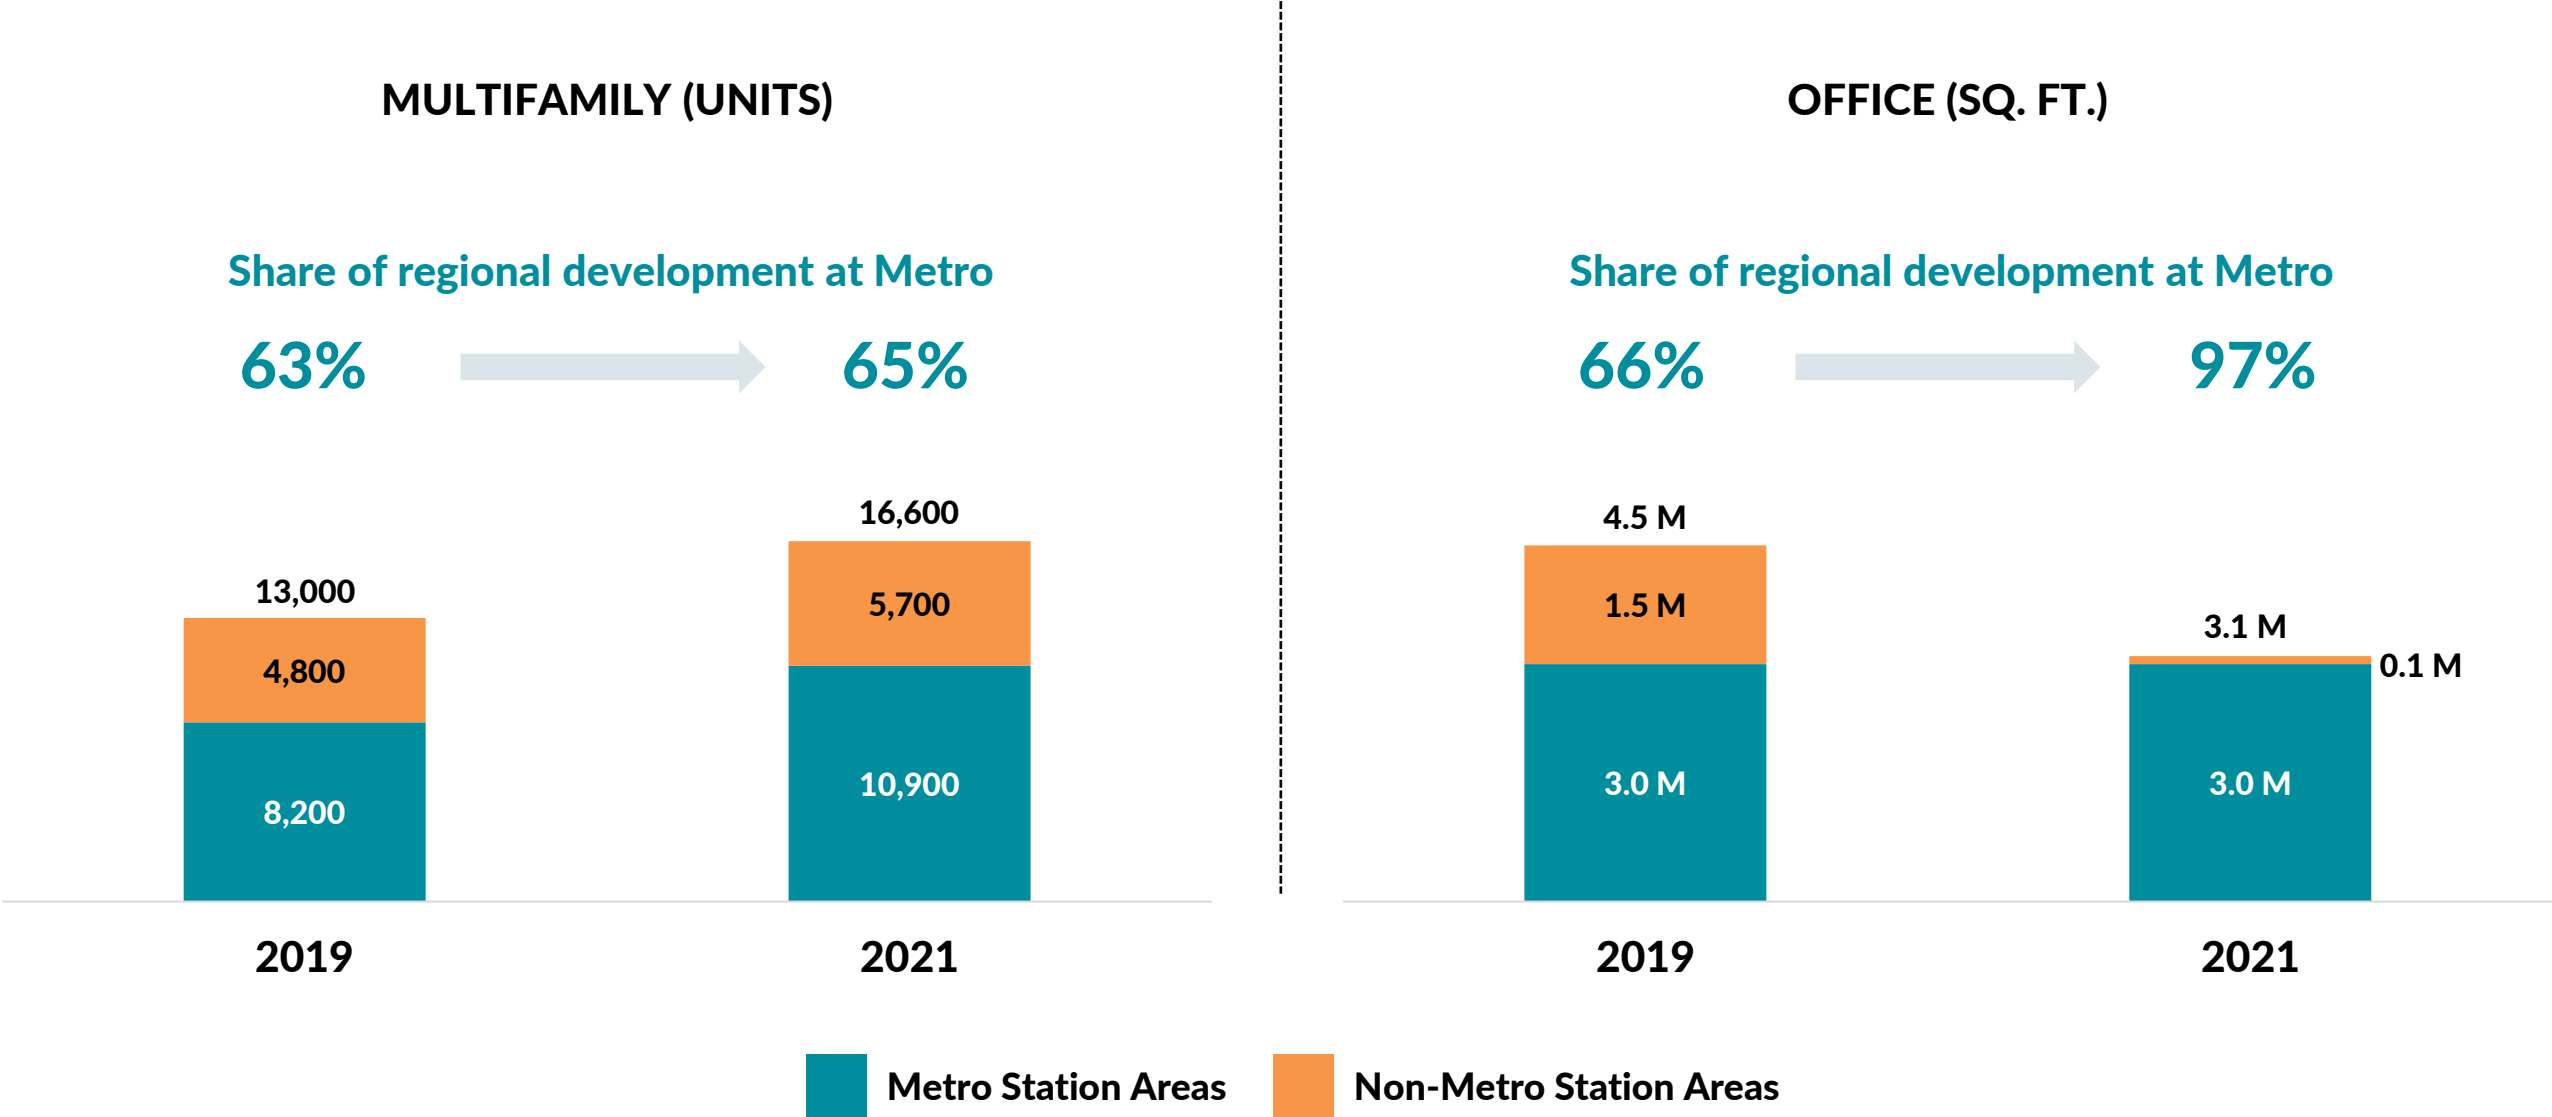 MULTIFAMILY (UNITS)
Share of regional development at Metro
63%
65%
13,000
4,800
8,200
16,600
5,700
10,900
2019
2021
OFFICE (SQ. FT.)
Share of regional development at Metro
66%
97%
4.5 M
1.5 M
3.0 M
3.1 M
0.1 M
3.0 M
2019
2021
Metro Station Areas
Non-Metro Station Areas